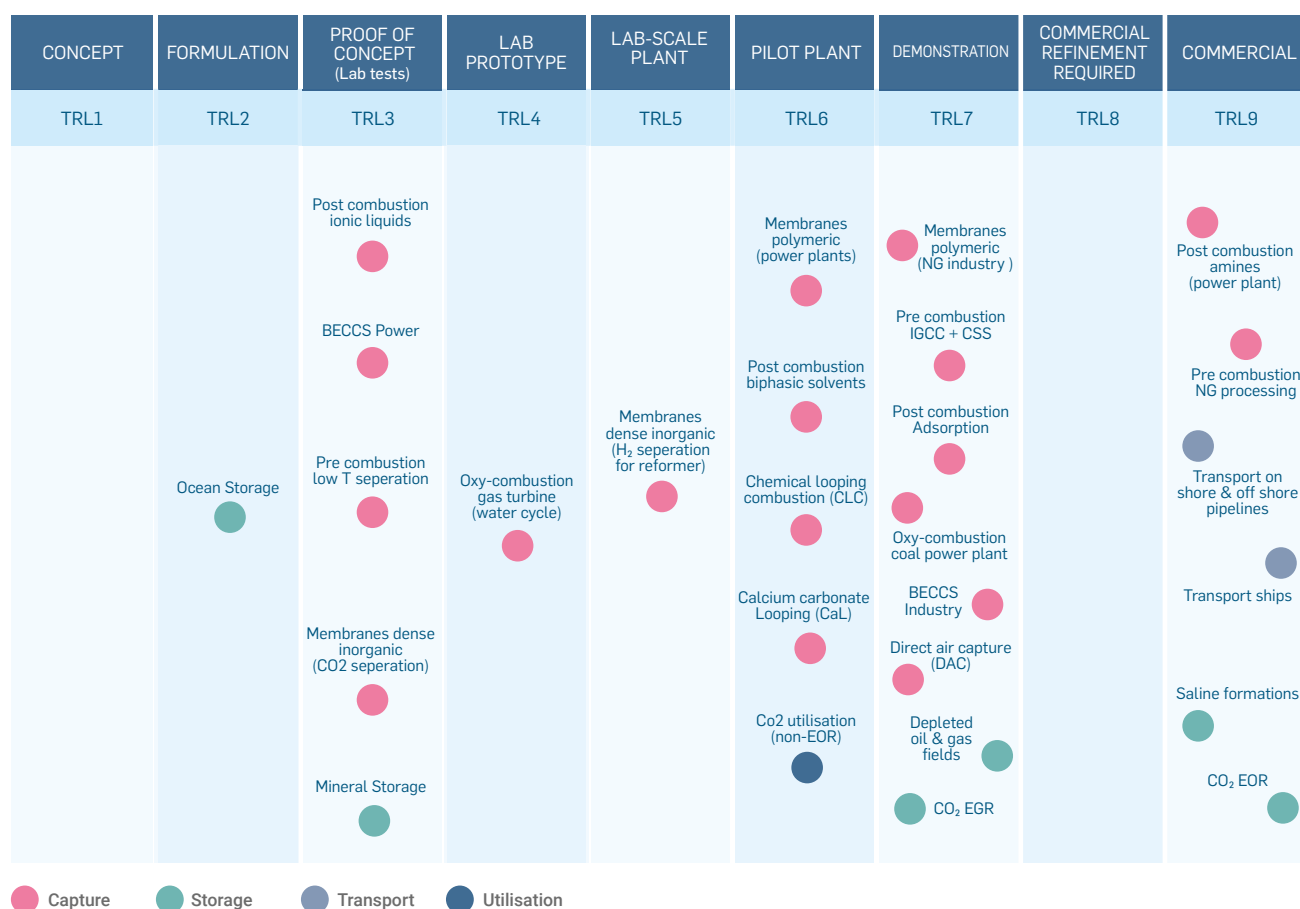 CONCEPT
FORMULATION
PROOF OF
CONCEPT
(Lab tests)
LAB
PROTOTYPE
LAB-SCALE
PLANT
PILOT PLANT
DEMONSTRATION
COMMERCIAL
REFINEMENT
REQUIRED
COMMERCIAL
TRL1
TRL2
TRL3
TRL4
TRL5
TRL6
TRL7
TRL8
TRL9
Ocean Storage
Post combustion
ionic liquids
BECCS Power
Pre combustion
low T seperation
Membranes dense
inorganic
(CO2 seperation)
Mineral Storage
Oxy-combustion
gas turbine
(water cycle)
Membranes
dense inorganic
(H₂ seperation
for reformer)
Membranes
polymeric
(power plants)
Post combustion
biphasic solvents
Chemical looping
combustion (CLC)
Calcium carbonate
Looping (CaL)
Co2 utilisation
(non-EOR)
Membranes
polymeric
(NG industry )
Pre combustion
IGCC + CSS
Post combustion
Adsorption
Oxy-combustion
coal power plant
BECCS
Industry
Direct air capture
(DAC)
Depleted
oil & gas
fields
CO₂ EGR
Post combustion
amines
(power plant)
Pre combustion
NG processing
Transport on
shore & off shore
pipelines
Transport ships
Saline formations
CO₂ EOR
Capture
Storage
Transport
Utilisation